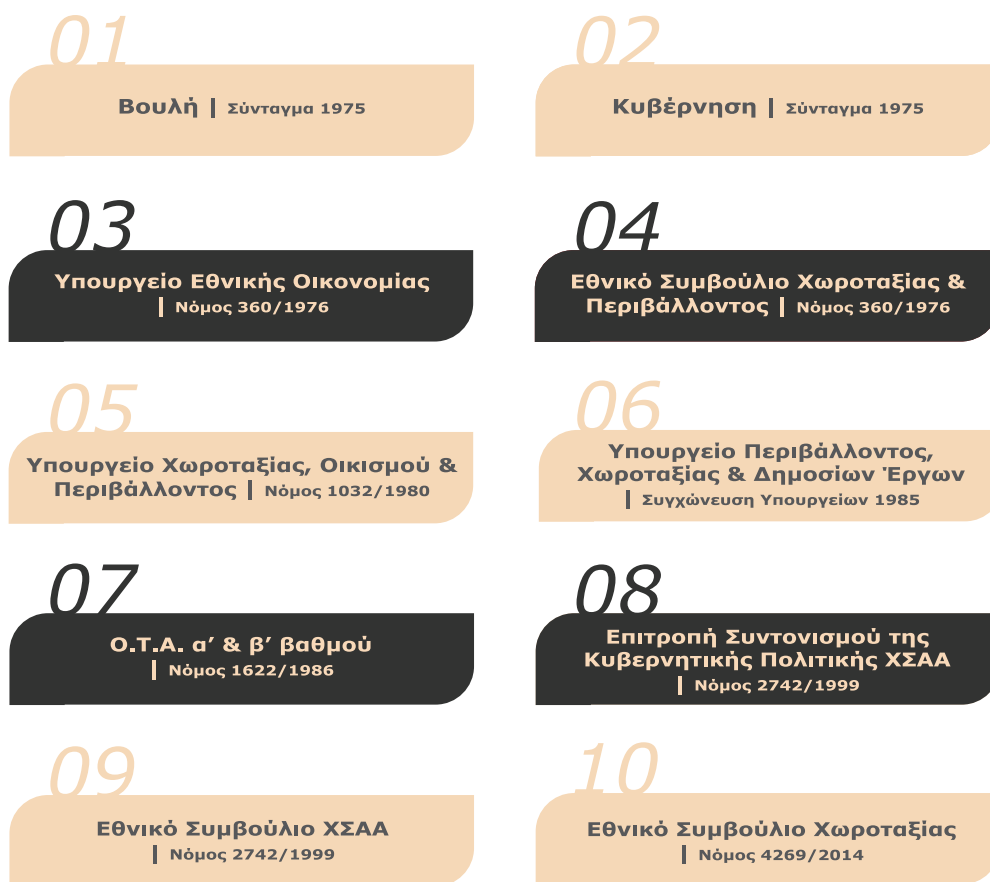 01
Βουλή | Σύνταγμα 1975
02
Κυβέρνηση | Σύνταγμα 1975
03
Υπουργείο Εθνικής Οικονομίας
| Νόμος 360/1976
04
Εθνικό Συμβούλιο Χωροταξίας &
Περιβάλλοντος | Νόμος 360/1976
05
Υπουργείο Χωροταξίας, Οικισμού &
Περιβάλλοντος | Νόμος 1032/1980
06
Υπουργείο Περιβάλλοντος,
Χωροταξίας & Δημοσίων Έργων
| Συγχώνευση Υπουργείων 1985
07
Ο.Τ.Α. α’ & β’ βαθμού
| Νόμος 1622/1986
08
Επιτροπή Συντονισμού της
Κυβερνητικής Πολιτικής ΧΣΑΑ
| Νόμος 2742/1999
09
Εθνικό Συμβούλιο ΧΣΑΑ
| Νόμος 2742/1999
10
Εθνικό Συμβούλιο Χωροταξίας
| Νόμος 4269/2014